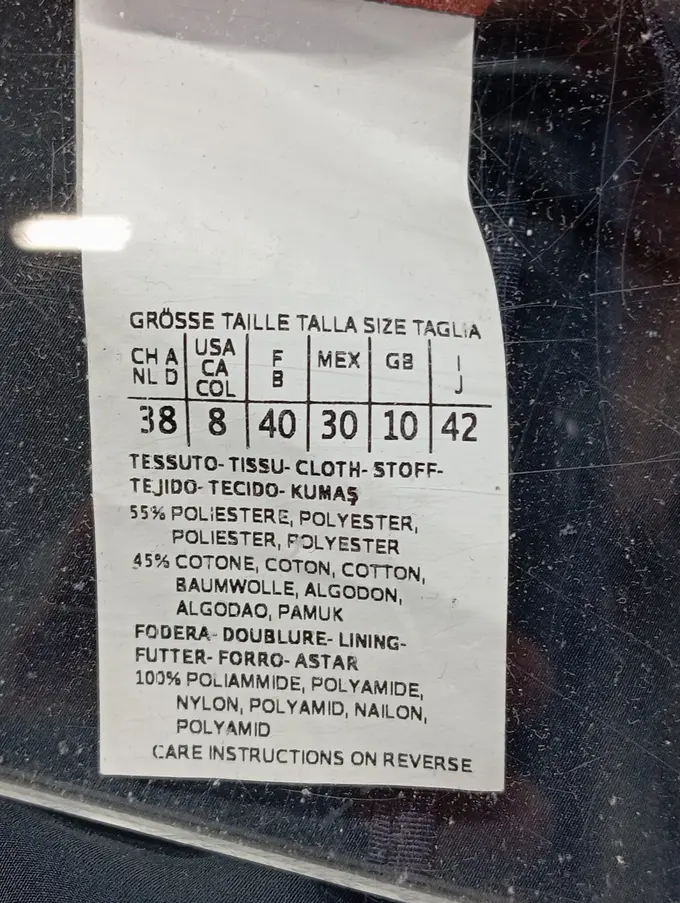 GRÖSSE TAILLE TALLA SIZE TAGLIA
CH A NL D | USA CA COL | F B | MEX | GB | I J
38 | 8 | 40 | 30 | 10 | 42
TESSUTO- TISSU- CLOTH- STOFF-
TEJIDO- TECIDO- KUMAŞ
55% POLIESTERE, POLYESTER,
POLIESTER, POLYESTER
45% COTONE, COTON, COTTON,
BAUMWOLLE, ALGODON,
ALGODAO, PAMUK
FODERA- DOUBLURE- LINING-
FUTTER- FORRO- ASTAR
100% POLIAMMIDE, POLYAMIDE,
NYLON, POLYAMID, NAILON,
POLYAMID
CARE INSTRUCTIONS ON REVERSE